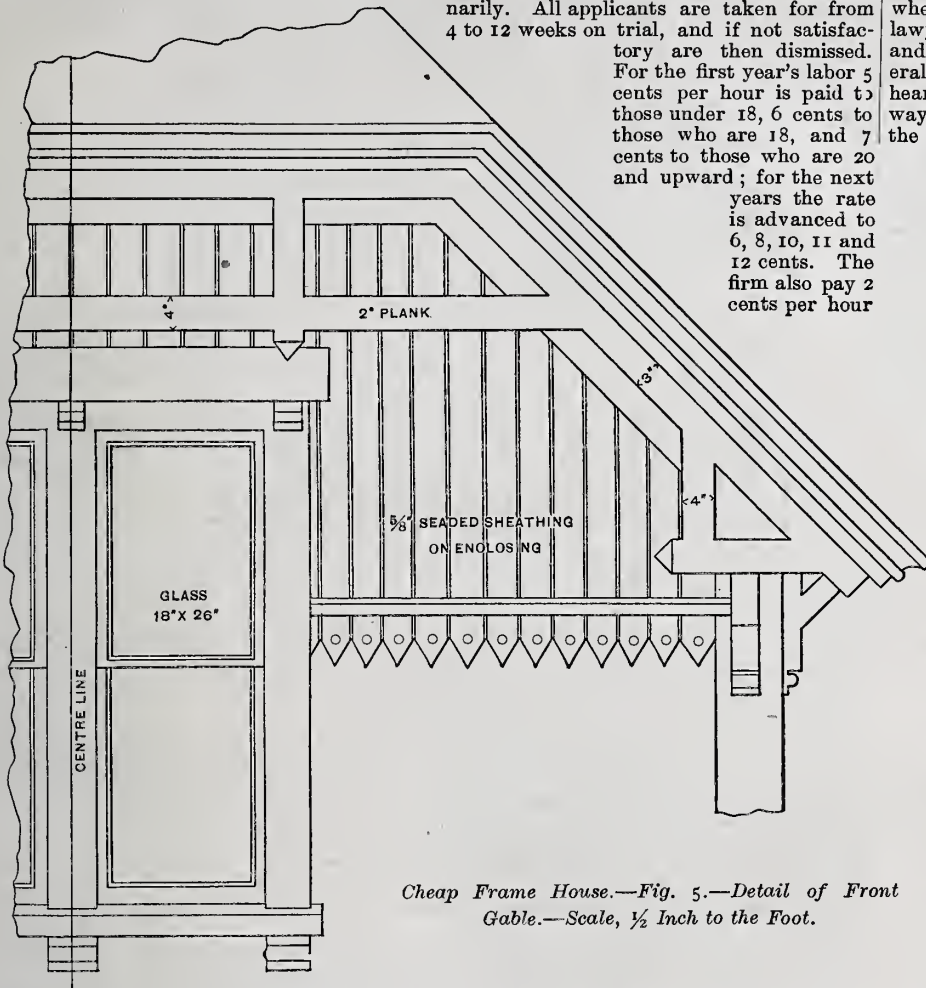 narily. All applicants are taken for from
4 to 12 weeks on trial, and if not satisfac-
tory are then dismissed.
For the first year's labor 5
cents per hour is paid to
those under 18, 6 cents to
those who are 18, and 7
cents to those who are 20
and upward ; for the next
years the rate
is advanced to
6, 8, 10, 11 and
12 cents. The
firm also pay 2
cents per hour
whe
law,
and
eral
hear
way
the
4"
2" PLANK
3"
4"
5/8" SEADED SHEATHING
ON ENOLOSING
GLASS
18" X 26"
CENTRE LINE
Cheap Frame House.—Fig. 5.—Detail of Front
Gable.—Scale, ½ Inch to the Foot.